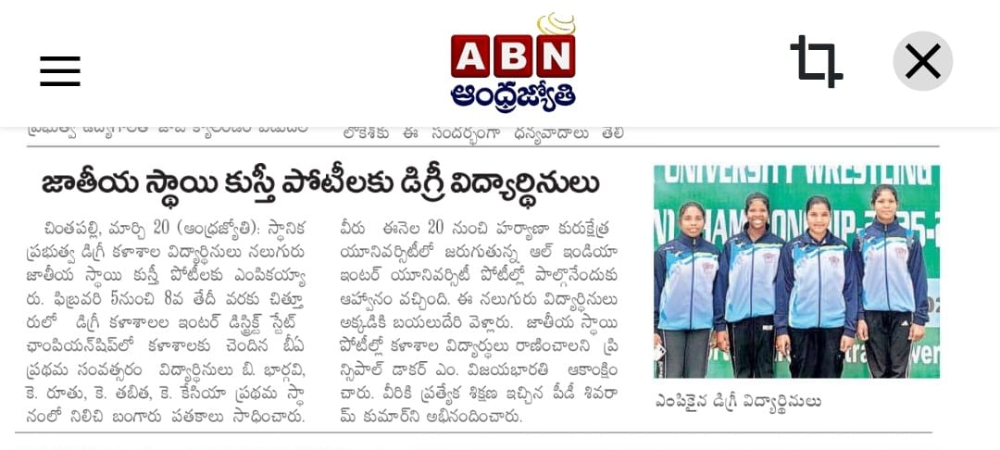 ABN
ఆంధ్రజ్యోతి
లోకేశ్‌కు ఈ సందర్భంగా ధన్యవాదాలు తెలి
జాతీయ స్థాయి కుస్తీ పోటీలకు డిగ్రీ విద్యార్థినులు
చింతపల్లి, మార్చి 20 (ఆంధ్రజ్యోతి): స్థానిక
ప్రభుత్వ డిగ్రీ కళాశాల విద్యార్థినులు నలుగురు
జాతీయ స్థాయి కుస్తీ పోటీలకు ఎంపికయ్యా
రు. ఫిబ్రవరి 5నుంచి 8వ తేదీ వరకు చిత్తూ
రులో డిగ్రీ కళాశాలల ఇంటర్ డిస్ట్రిక్ట్ స్టేట్
ఛాంపియన్‌షిప్‌లో కళాశాలకు చెందిన బీఏ
ప్రథమ సంవత్సరం విద్యార్థినులు బి. భార్గవి,
కె. రూతు, కె. తబిత, కె. కేసియా ప్రథమ స్థా
నంలో నిలిచి బంగారు పతకాలు సాధించారు.
వీరు ఈనెల 20 నుంచి హర్యాణా కురుక్షేత్ర
యూనివర్సిటీలో జరుగుతున్న ఆల్ ఇండియా
ఇంటర్ యూనివర్సిటీ పోటీల్లో పాల్గొనేందుకు
ఆహ్వానం వచ్చింది. ఈ నలుగురు విద్యార్థినులు
అక్కడికి బయలుదేరి వెళ్లారు. జాతీయ స్థాయి
పోటీల్లో కళాశాల విద్యార్థులు రాణించాలని ప్రి
న్సిపాల్ డాకర్ ఎం. విజయభారతి ఆకాంక్షిం
చారు. వీరికి ప్రత్యేక శిక్షణ ఇచ్చిన పీడీ శివరా
మ్ కుమార్‌ని అభినందించారు.
UNIVERSITY WRESTLING
ఎంపికైన డిగ్రీ విద్యార్థినులు